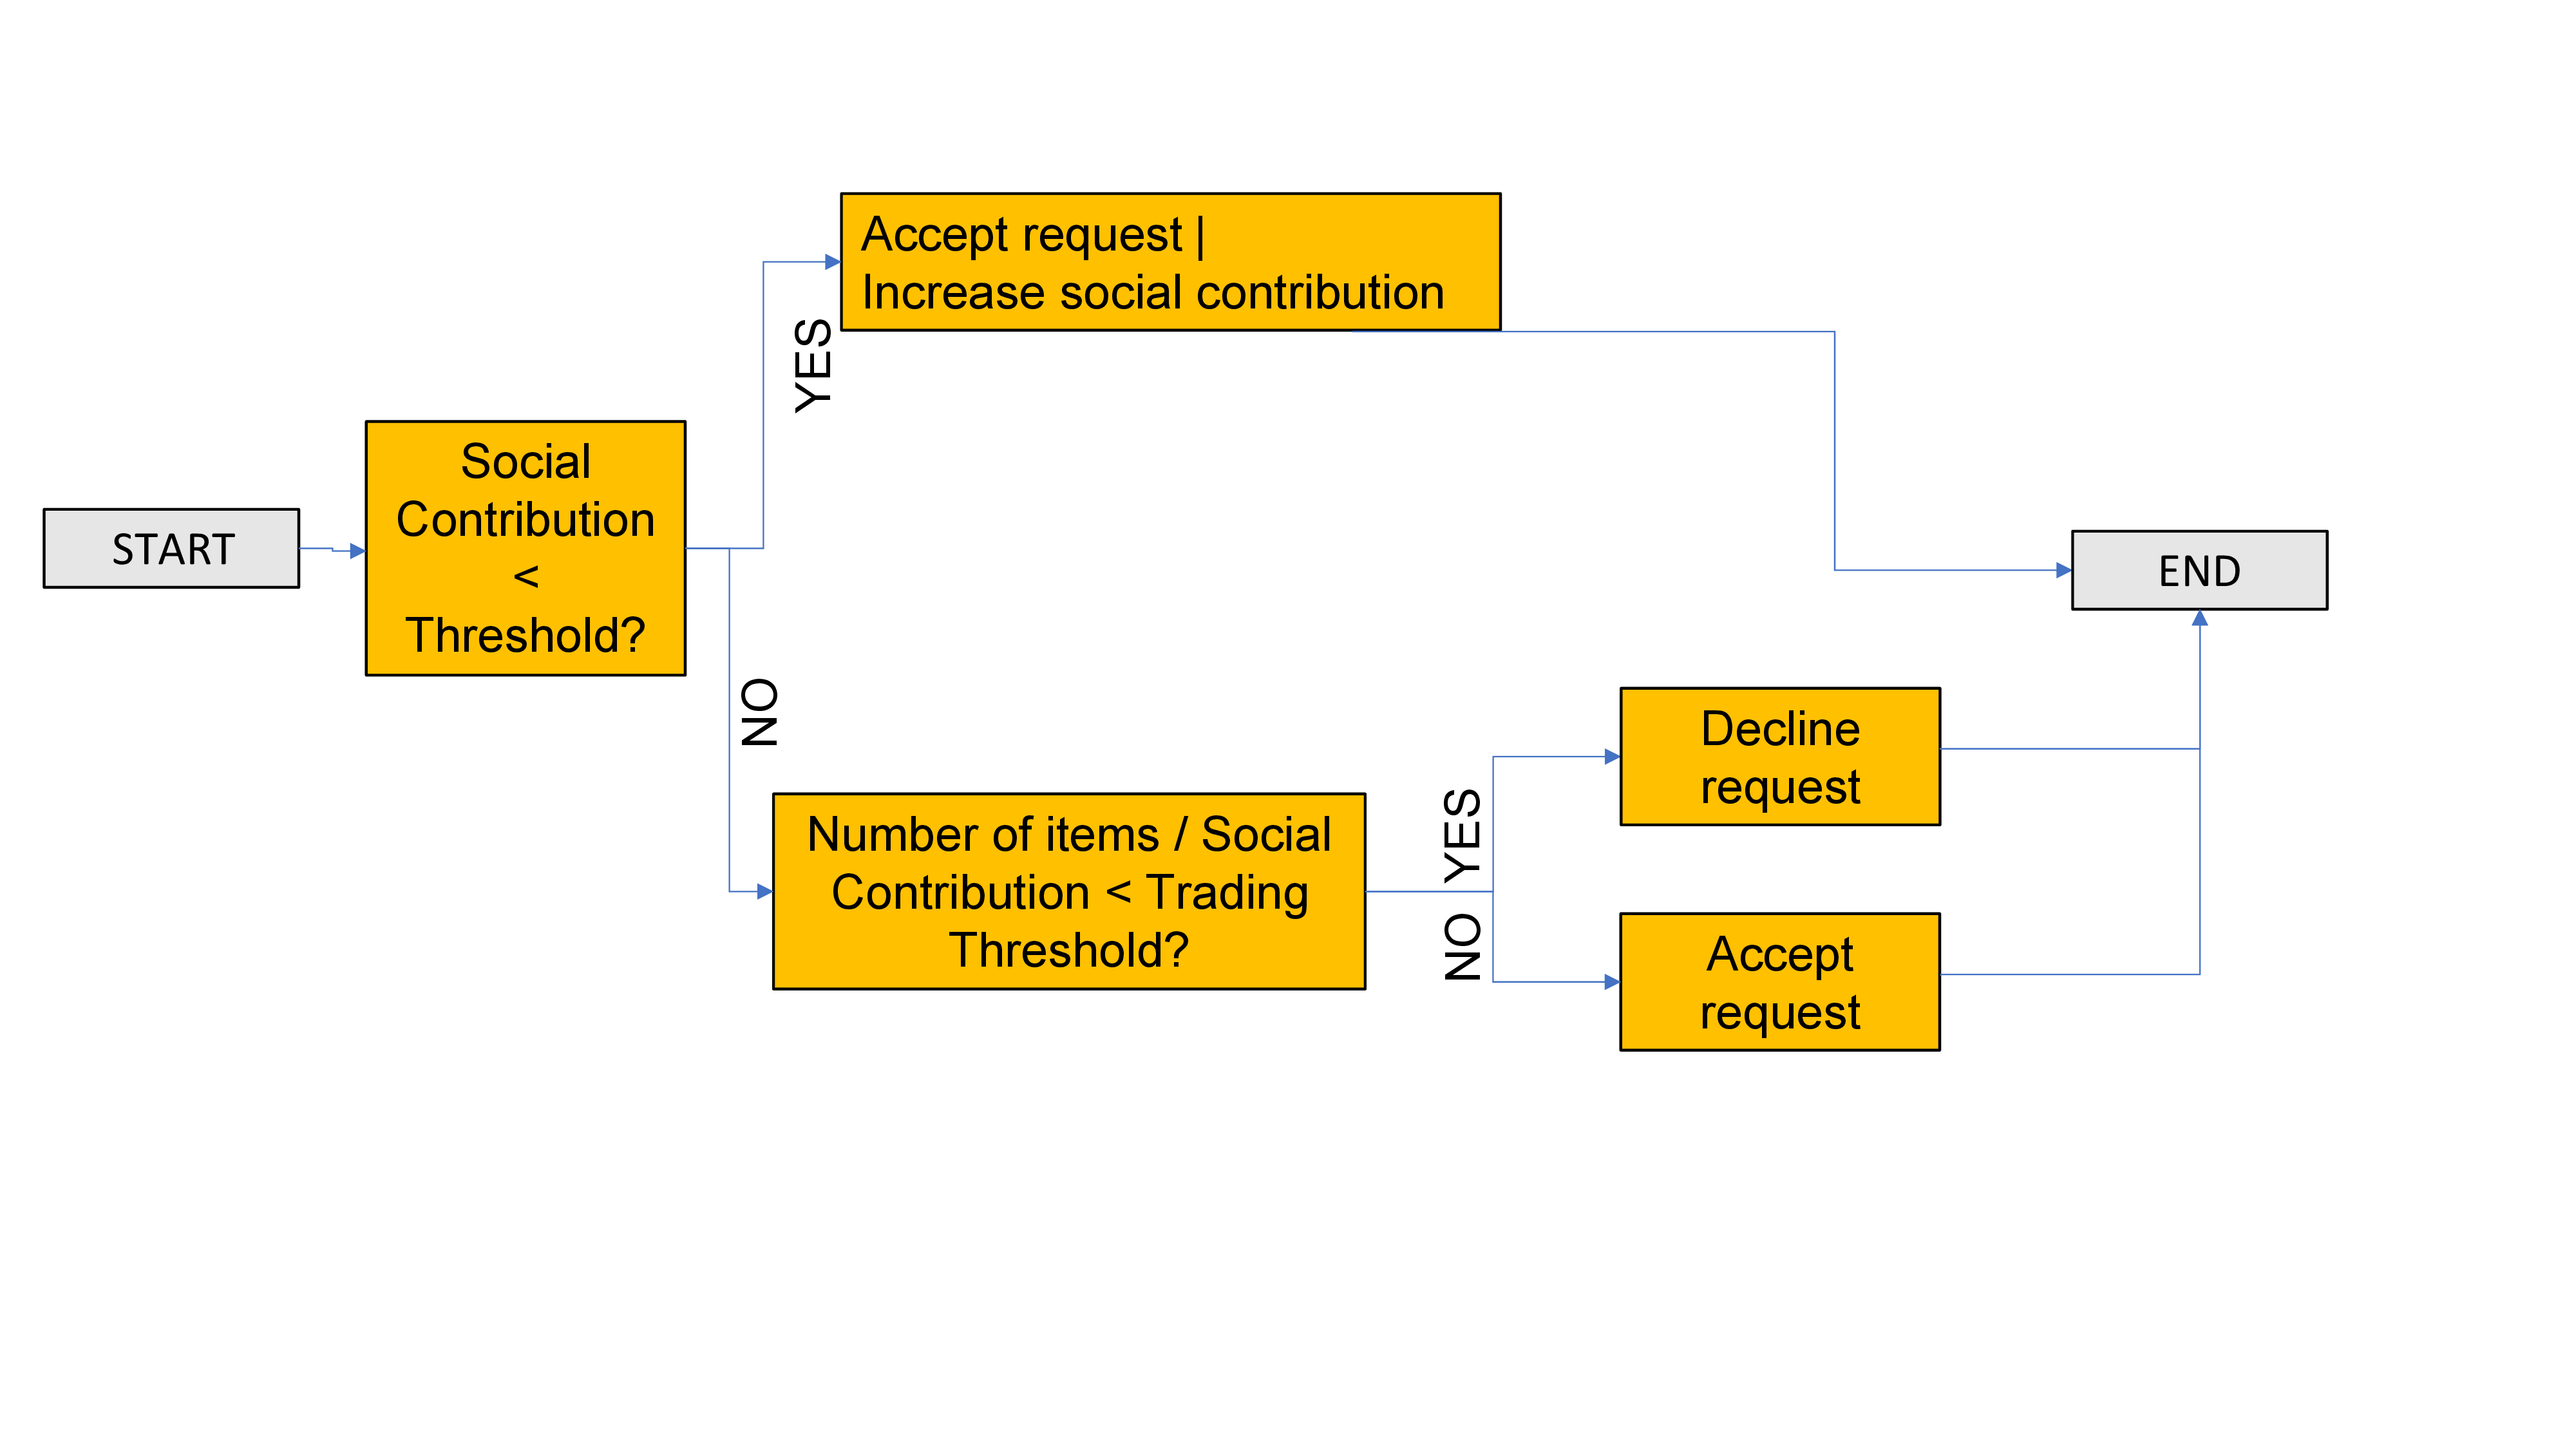 START
Social
Contribution
<
Threshold?
YES
Accept request |
Increase social contribution
NO
Number of items / Social
Contribution < Trading
Threshold?
YES
Decline
request
NO
Accept
request
END